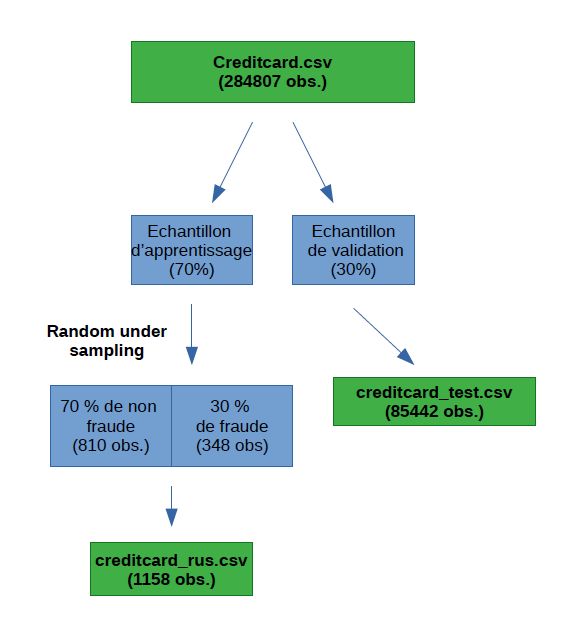 Creditcard.csv
(284807 obs.)
Echantillon
d'apprentissage
(70%)
Echantillon
de validation
(30%)
Random under
sampling
70 % de non
fraude
(810 obs.)
30 %
de fraude
(348 obs)
creditcard_test.csv
(85442 obs.)
creditcard_rus.csv
(1158 obs.)